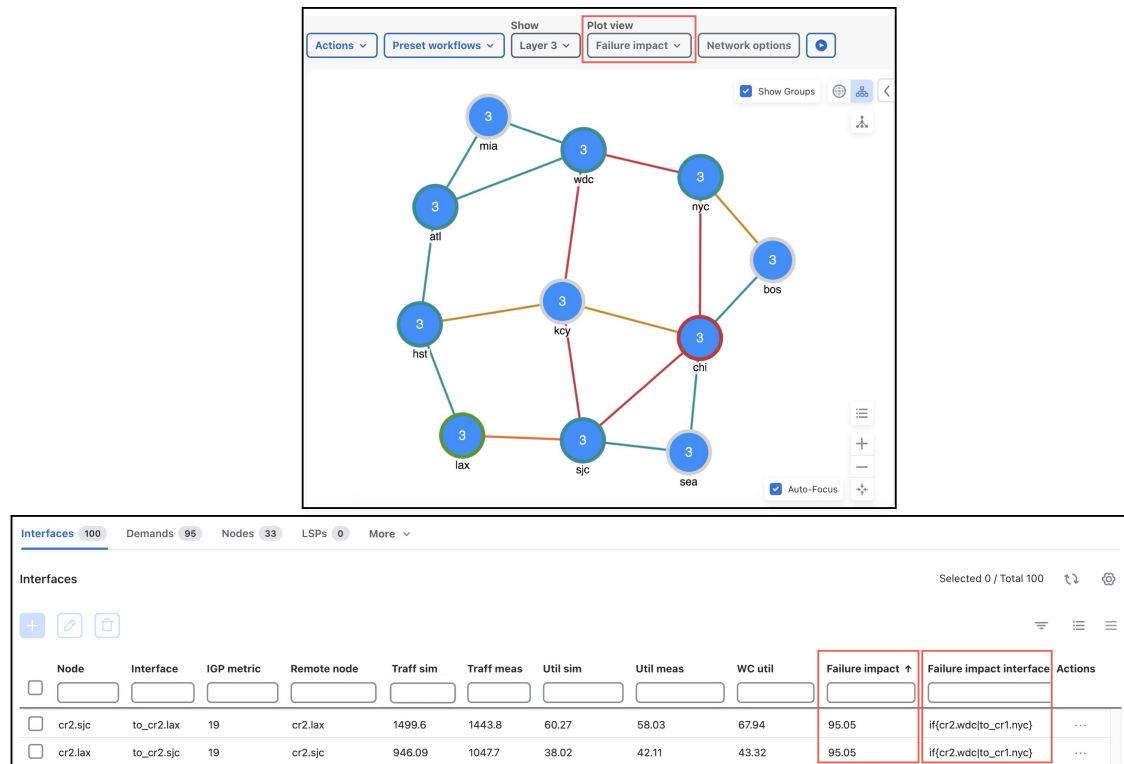 Show Plot view
Actions Preset workflows Layer 3 Failure impact Network options
Show Groups
3
mia
3
wdc
3
nyc
3
atl
3
bos
3
kcy
3
hst
3
chi
3
lax
3
sjc
3
sea
Auto-Focus
Interfaces 100 Demands 95 Nodes 33 LSPs 0 More
Interfaces Selected 0 / Total 100
Node Interface IGP metric Remote node Traff sim Traff meas Util sim Util meas WC util Failure impact ↑ Failure impact interface Actions
cr2.sjc to_cr2.lax 19 cr2.lax 1499.6 1443.8 60.27 58.03 67.94 95.05 if{cr2.wdc|to_cr1.nyc} ...
cr2.lax to_cr2.sjc 19 cr2.sjc 946.09 1047.7 38.02 42.11 43.32 95.05 if{cr2.wdc|to_cr1.nyc} ...